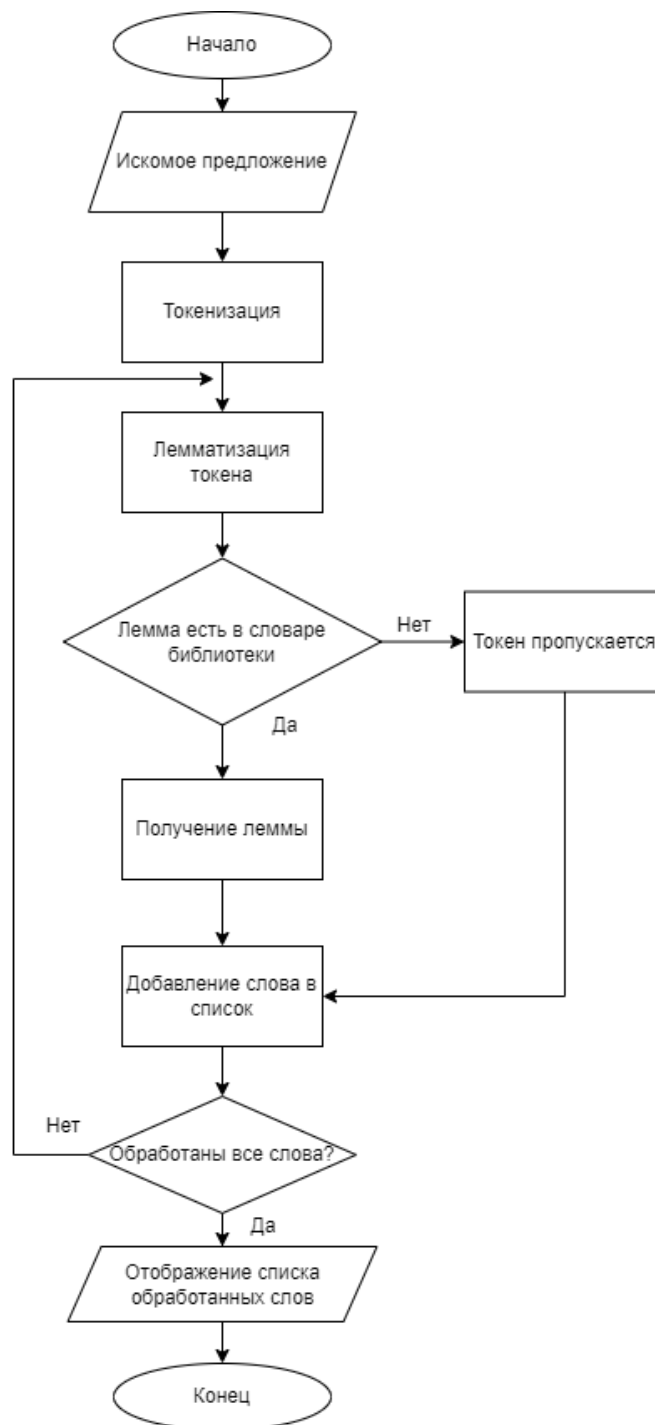 Начало
Искомое предложение
Токенизация
Лемматизация
токена
Лемма есть в словаре
библиотеки
Нет
Токен пропускается
Да
Получение леммы
Добавление слова в
список
Нет
Обработаны все слова?
Да
Отображение списка
обработанных слов
Конец